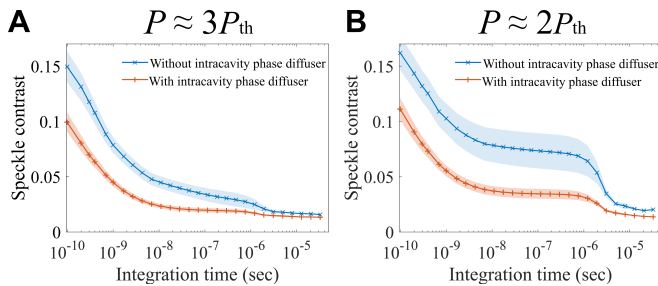 A
P ≈ 3Pth
B
P ≈ 2Pth
Speckle contrast
0.15
0.1
0.05
0
Without intracavity phase diffuser
With intracavity phase diffuser
10-10
10-9
10-8
10-7
10-6
10-5
Integration time (sec)
Speckle contrast
0.15
0.1
0.05
0
Without intracavity phase diffuser
With intracavity phase diffuser
10-10
10-9
10-8
10-7
10-6
10-5
Integration time (sec)